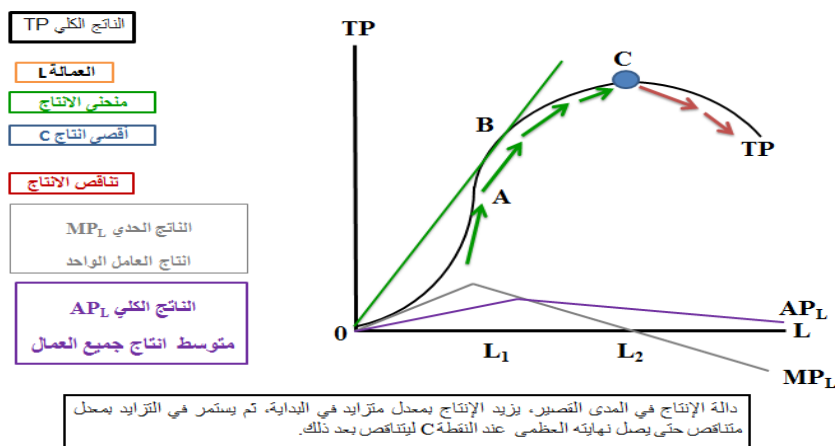 الناتج الكلي TP
العمالة L
منحنى الانتاج
أقصى انتاج C
تناقص الانتاج
الناتج الحدي MPL
انتاج العامل الواحد
الناتج الكلي APL
متوسط انتاج جميع العمال
TP
C
B
A
TP
0
L1
L2
APL
L
MPL
دالة الإنتاج في المدى القصير، يزيد الإنتاج بمعدل متزايد في البداية، ثم يستمر في التزايد بمعدل
متناقص حتى يصل نهايته العظمى عند النقطة C ليتناقص بعد ذلك.